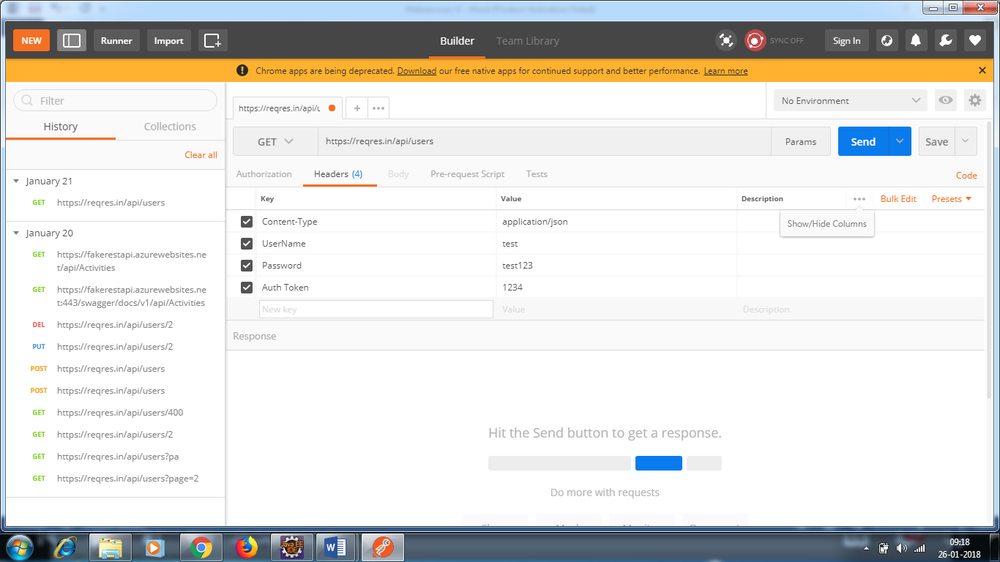 NEW
Runner
Import
Builder
Team Library
SYNC OFF
Sign In
Chrome apps are being deprecated. Download our free native apps for continued support and better performance. Learn more
Filter
History
Collections
Clear all
January 21
GET https://reqres.in/api/users
January 20
GET https://fakerestapi.azurewebsites.ne
t/api/Activities
GET https://fakerestapi.azurewebsites.ne
t:443/swagger/docs/v1/api/Activities
DEL https://reqres.in/api/users/2
PUT https://reqres.in/api/users/2
POST https://reqres.in/api/users
POST https://reqres.in/api/users
GET https://reqres.in/api/users/400
GET https://reqres.in/api/users/2
GET https://reqres.in/api/users?pa
GET https://reqres.in/api/users?page=2
https://reqres.in/api/u
No Environment
GET https://reqres.in/api/users Params Send Save
Authorization Headers (4) Body Pre-request Script Tests Code
Key Value Description Bulk Edit Presets
Show/Hide Columns
Content-Type application/json
UserName test
Password test123
Auth Token 1234
New key Value Description
Response
Hit the Send button to get a response.
Do more with requests
Java EE
IDE
09:18
26-01-2018